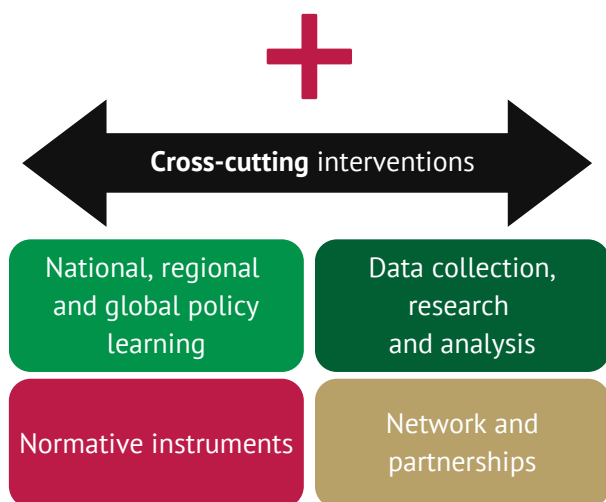 Cross-cutting interventions
National, regional
and global policy
learning
Data collection,
research
and analysis
Normative instruments
Network and
partnerships